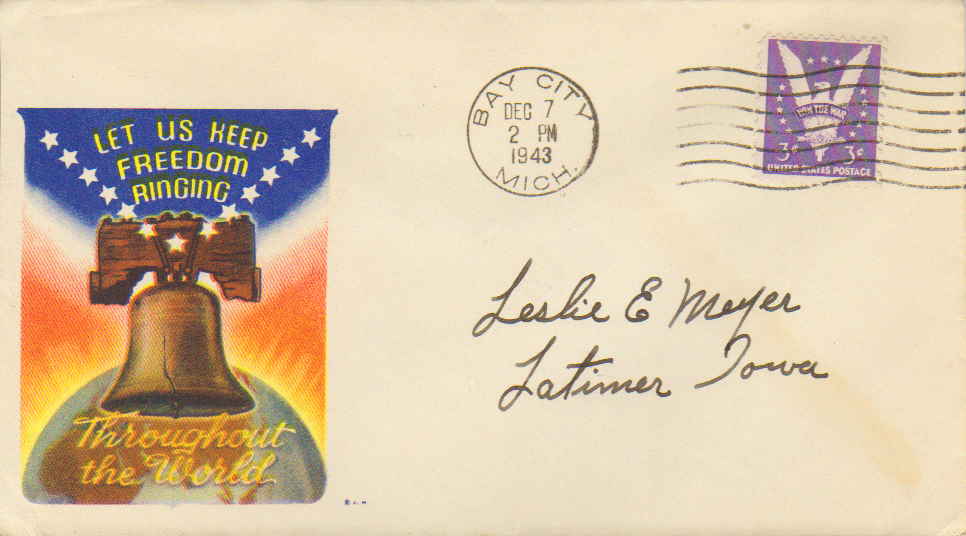 LET US KEEP
FREEDOM
RINGING
Throughout
the World
BAY CITY
DEC 7
2 PM
1943
MICH.
WIN THE WAR
3¢ 3¢
UNITED STATES POSTAGE
Leslie E Meyer
Latimer Iowa